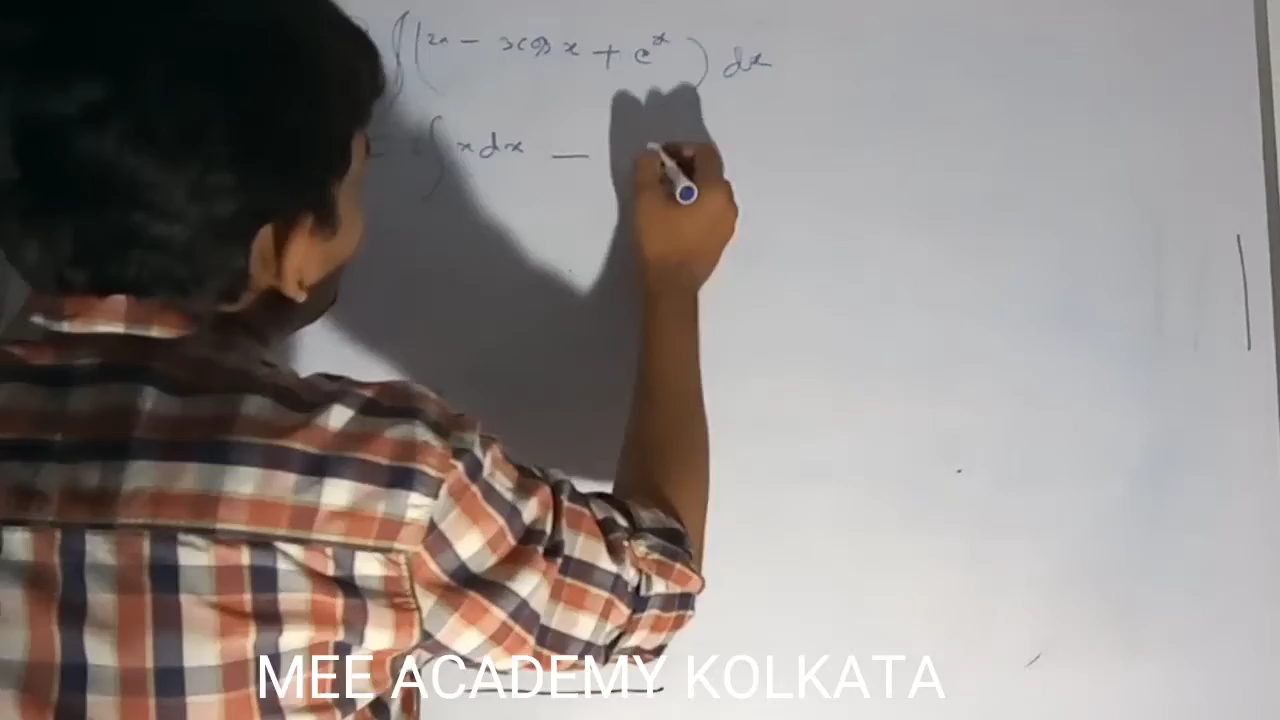 ∫(2x - 3cos x + e^x) dx
= ∫ x dx -
MEE ACADEMY KOLKATA